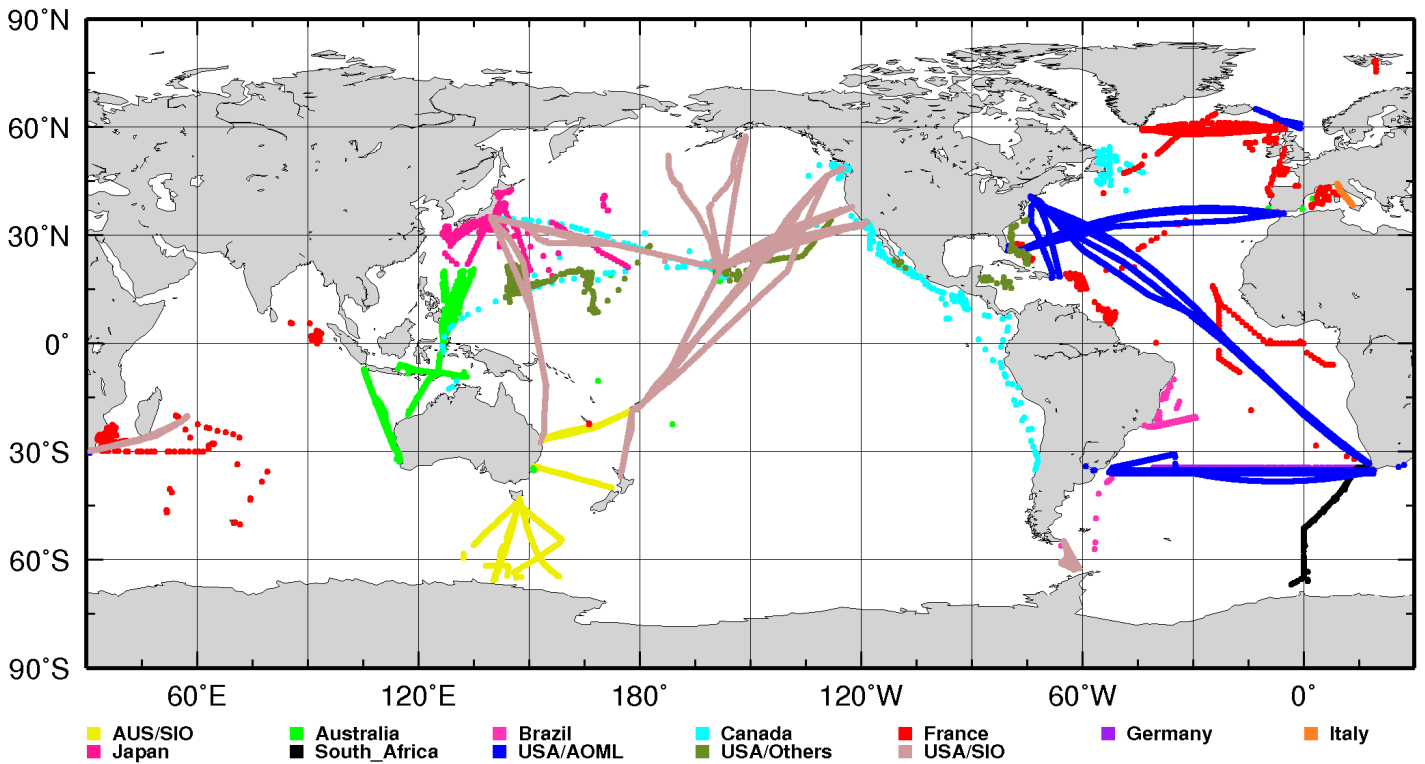 90˚N
60˚N
30˚N
0˚
30˚S
60˚S
90˚S
60˚E 120˚E 180˚ 120˚W 60˚W 0˚
AUS/SIO Australia Brazil Canada France Germany Italy
Japan South_Africa USA/AOML USA/Others USA/SIO